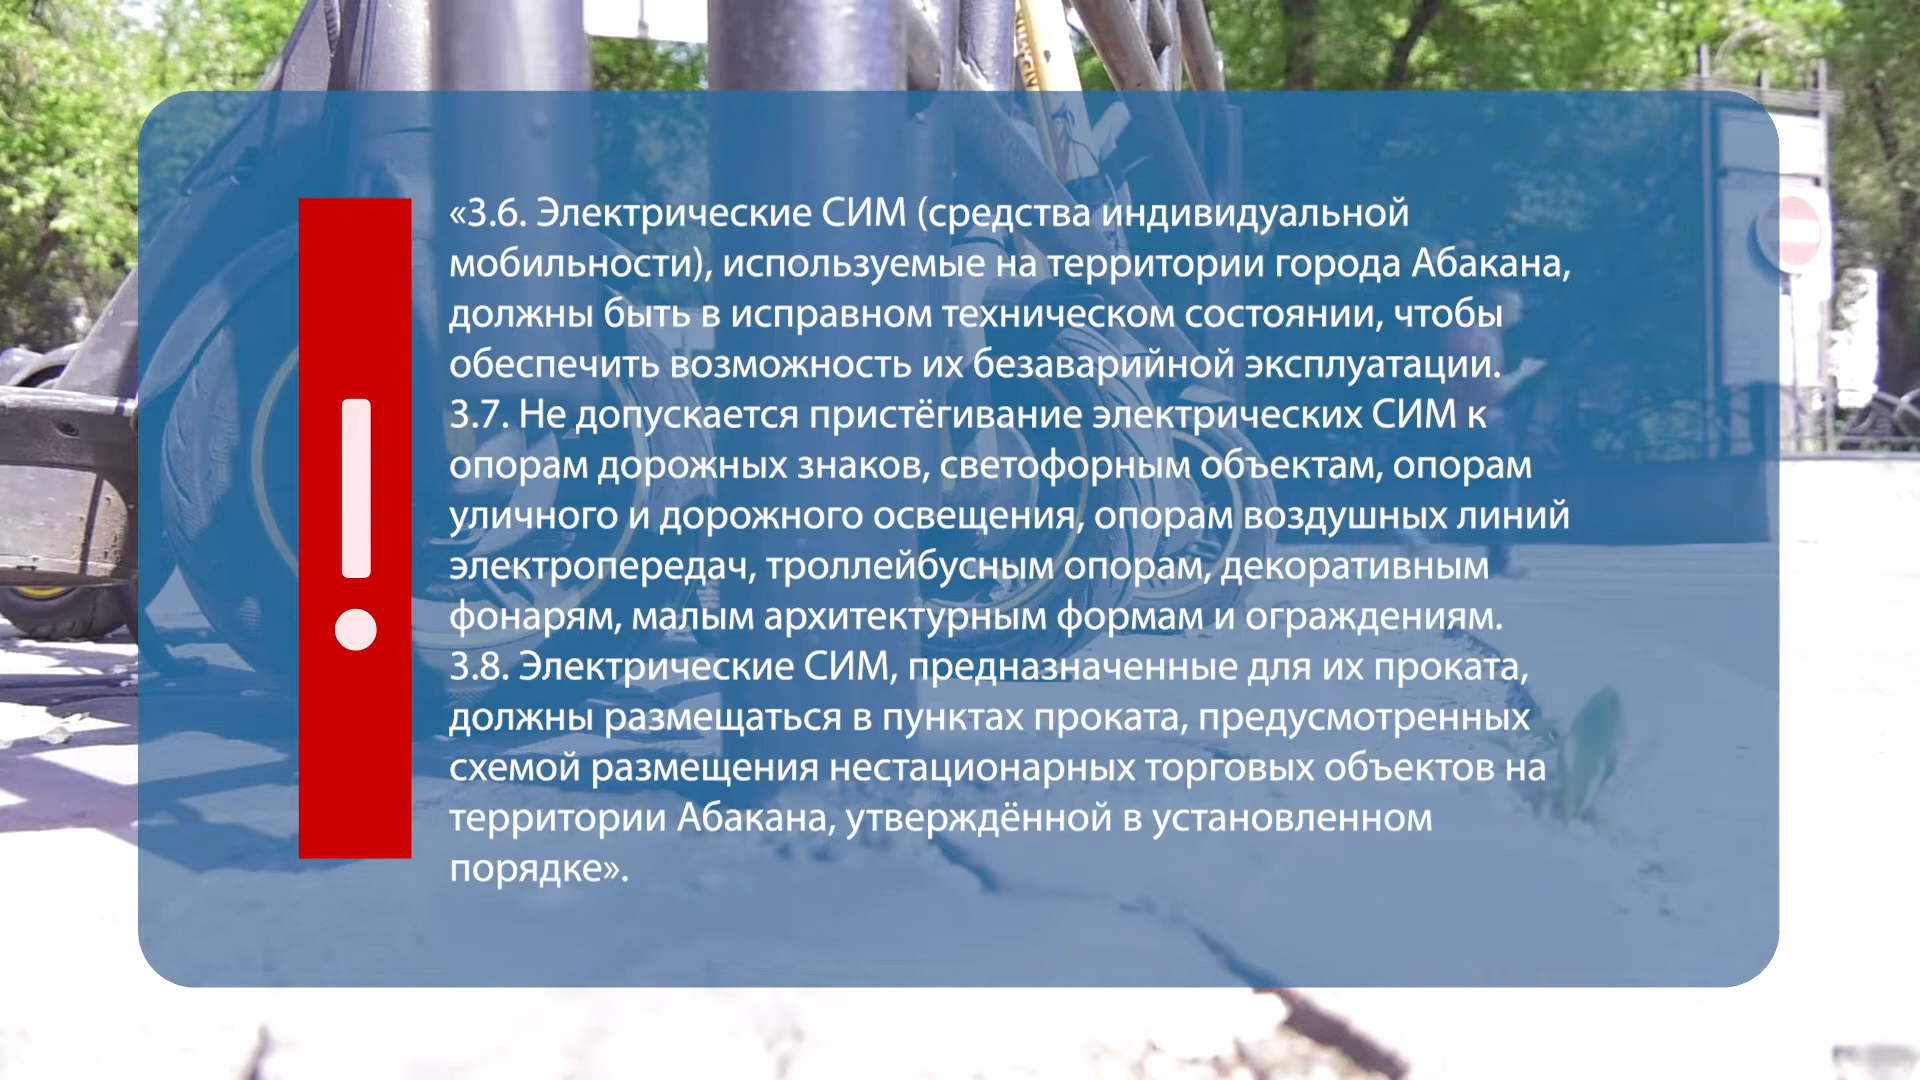 «3.6. Электрические СИМ (средства индивидуальной
мобильности), используемые на территории города Абакана,
должны быть в исправном техническом состоянии, чтобы
обеспечить возможность их безаварийной эксплуатации.
3.7. Не допускается пристёгивание электрических СИМ к
опорам дорожных знаков, светофорным объектам, опорам
уличного и дорожного освещения, опорам воздушных линий
электропередач, троллейбусным опорам, декоративным
фонарям, малым архитектурным формам и ограждениям.
3.8. Электрические СИМ, предназначенные для их проката,
должны размещаться в пунктах проката, предусмотренных
схемой размещения нестационарных торговых объектов на
территории Абакана, утверждённой в установленном
порядке».